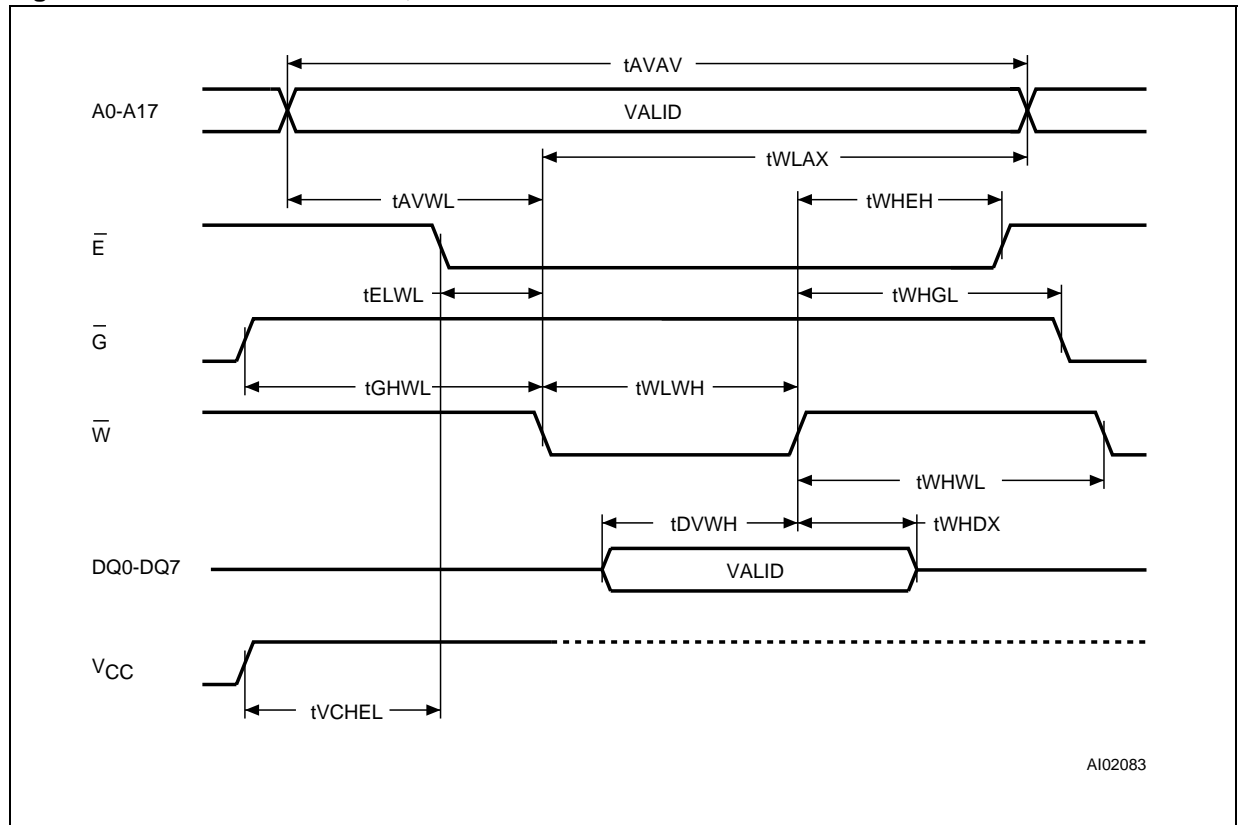 tAVAV
A0-A17
VALID
tWLAX
tAVWL
tWHEH
E
tELWL
tWHGL
G
tGHWL
tWLWH
W
tWHWL
tDVWH
tWHDX
DQ0-DQ7
VALID
VCC
tVCHEL
AI02083